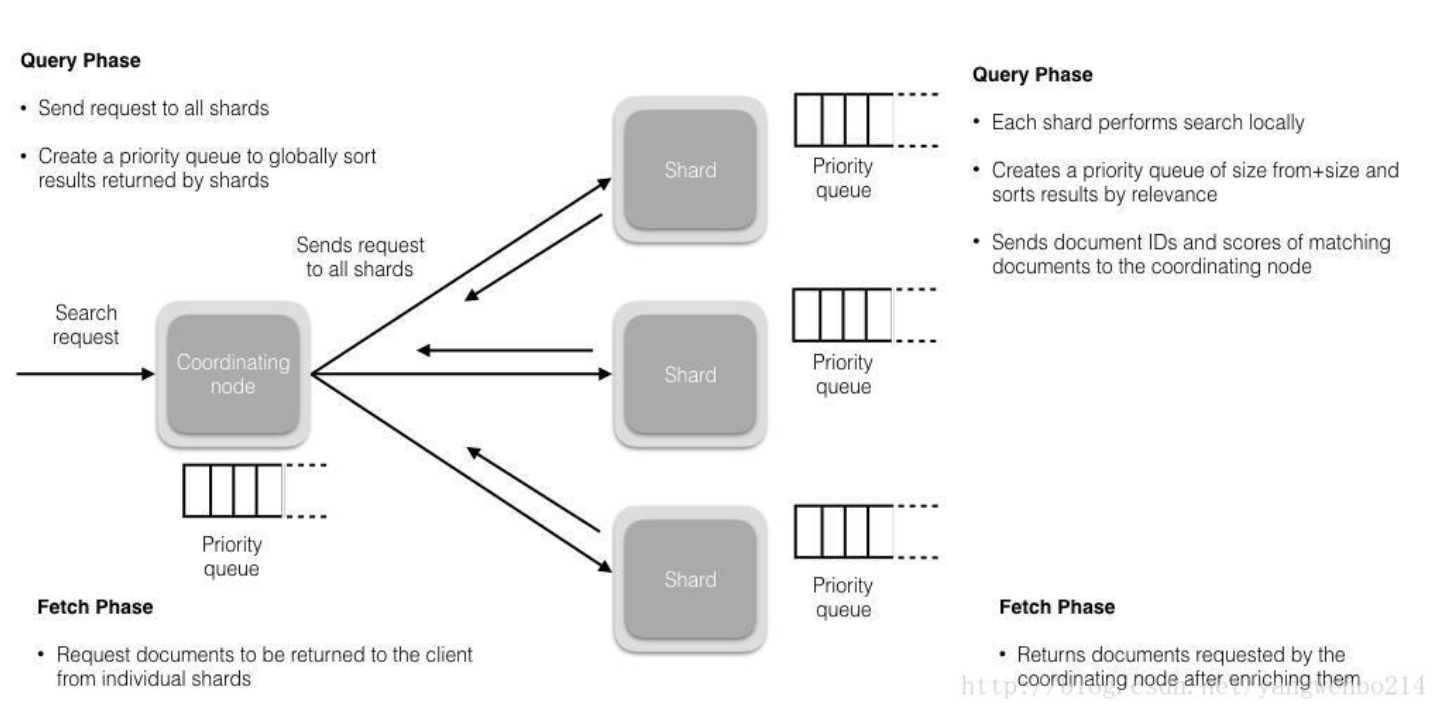 Query Phase
• Send request to all shards
• Create a priority queue to globally sort
results returned by shards
Sends request
to all shards
Search
request
Coordinating
node
Priority
queue
Fetch Phase
• Request documents to be returned to the client
from individual shards
Shard
Priority
queue
Shard
Priority
queue
Shard
Priority
queue
Query Phase
• Each shard performs search locally
• Creates a priority queue of size from+size and
sorts results by relevance
• Sends document IDs and scores of matching
documents to the coordinating node
Fetch Phase
• Returns documents requested by the
coordinating node after enriching them
http://blog.csdn.net/yangwenbo214